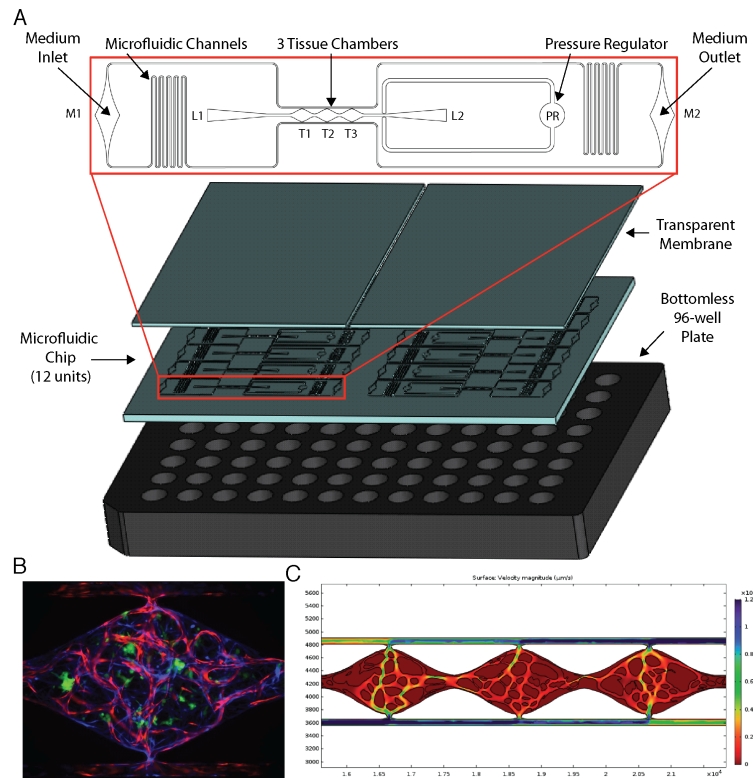 A
Medium
Inlet
Microfluidic Channels
3 Tissue Chambers
Pressure Regulator
Medium
Outlet
M1
L1
T1 T2 T3
L2
PR
M2
Transparent
Membrane
Bottomless
96-well
Plate
Microfluidic
Chip
(12 units)
B
C
Surface: Velocity magnitude (µm/s)
5600
5400
5200
5000
4800
4600
4400
4200
4000
3800
3600
3400
3200
3000
1.6 1.65 1.7 1.75 1.8 1.85 1.9 1.95 2 2.05 2.1
×10⁴
1.2
1
0.8
0.6
0.4
0.2
0